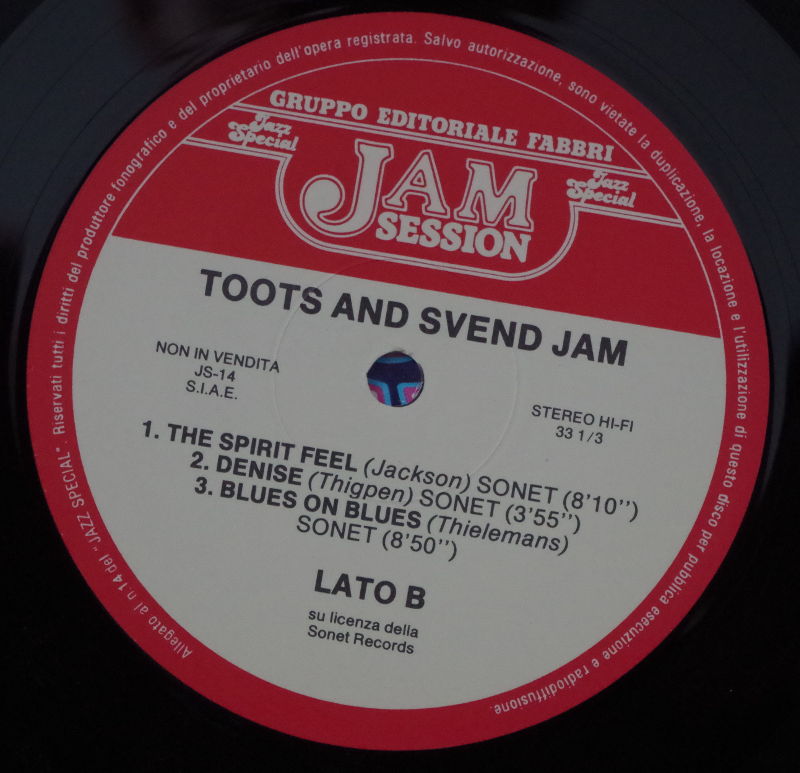 Riservati tutti i diritti del produttore fonografico e del proprietario dell'opera registrata. Salvo autorizzazione, sono vietate la duplicazione, la locazione e l'utilizzazione di questo disco per pubblica esecuzione e radiodiffusione.
Allegato al n.14 del "JAZZ SPECIAL".
GRUPPO EDITORIALE FABBRI
Jazz
Special
JAM
SESSION
Jazz
Special
TOOTS AND SVEND JAM
NON IN VENDITA
JS-14
S.I.A.E.
STEREO HI-FI
33 1/3
1. THE SPIRIT FEEL (Jackson) SONET (8'10")
2. DENISE (Thigpen) SONET (3'55")
3. BLUES ON BLUES (Thielemans)
SONET (8'50")
LATO B
su licenza della
Sonet Records